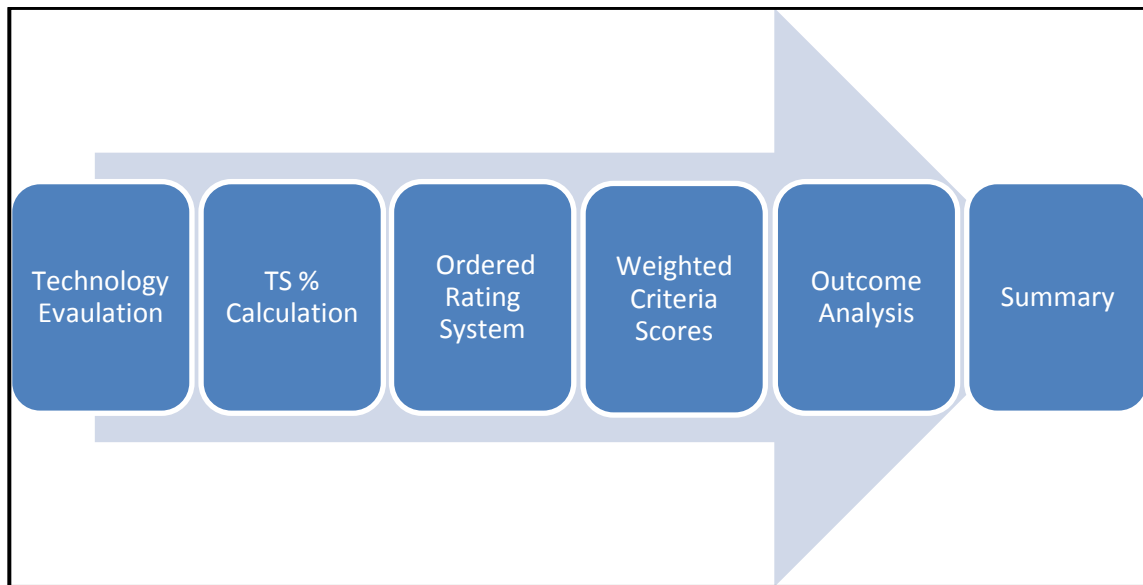 Technology
Evaulation
TS %
Calculation
Ordered
Rating
System
Weighted
Criteria
Scores
Outcome
Analysis
Summary